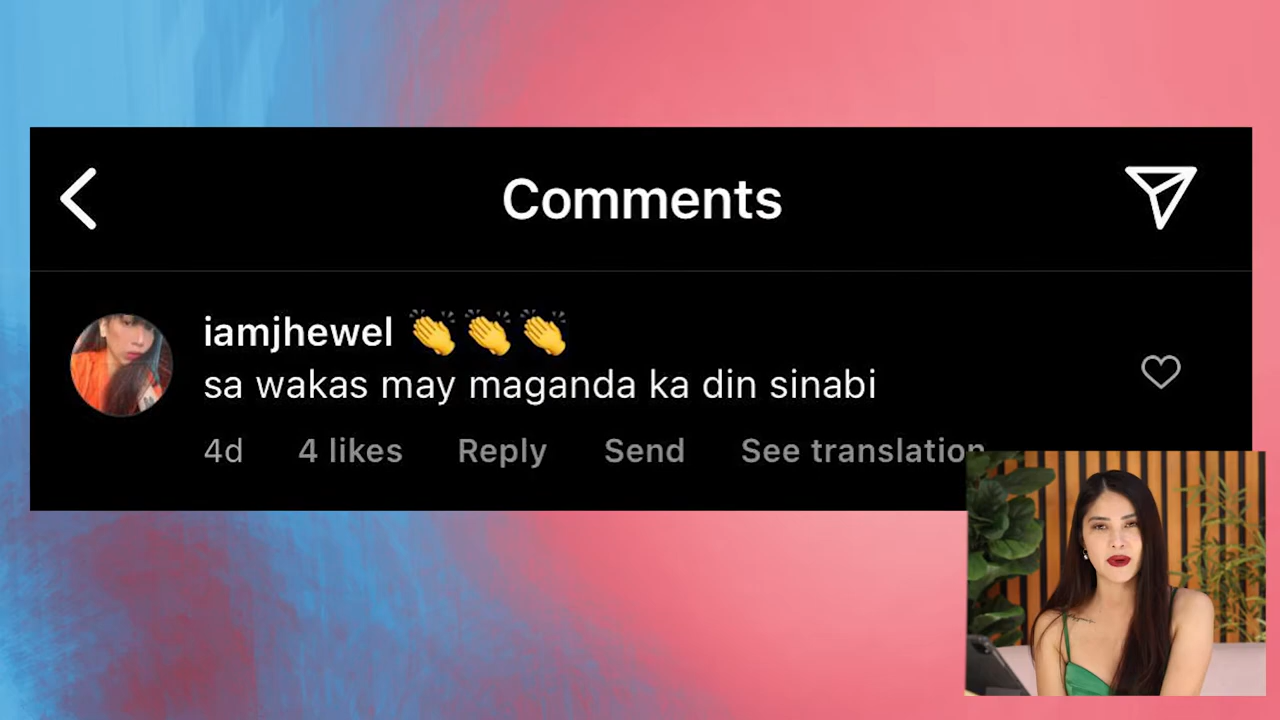 Comments
iamjhewel 👏👏👏
sa wakas may maganda ka din sinabi
4d 4 likes Reply Send See translation